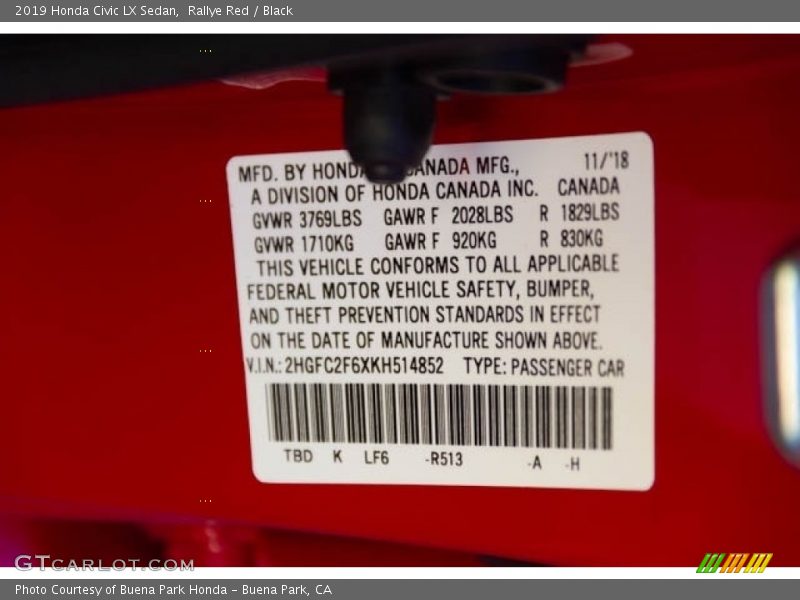 2019 Honda Civic LX Sedan, Rallye Red / Black
MFD. BY HONDA CANADA MFG., 11/'18
A DIVISION OF HONDA CANADA INC. CANADA
GVWR 3769LBS GAWR F 2028LBS R 1829LBS
GVWR 1710KG GAWR F 920KG R 830KG
THIS VEHICLE CONFORMS TO ALL APPLICABLE
FEDERAL MOTOR VEHICLE SAFETY, BUMPER,
AND THEFT PREVENTION STANDARDS IN EFFECT
ON THE DATE OF MANUFACTURE SHOWN ABOVE.
V.I.N.: 2HGFC2F6XKH514852 TYPE: PASSENGER CAR
TBD K LF6 -R513 -A -H
GTCARLOT.COM
Photo Courtesy of Buena Park Honda - Buena Park, CA